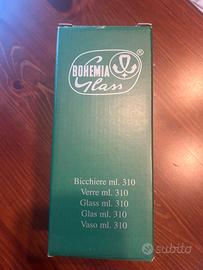 BOHEMIA
Glass
®
Bicchiere ml. 310
Verre ml. 310
Glass ml. 310
Glas ml. 310
Vaso ml. 310
subito